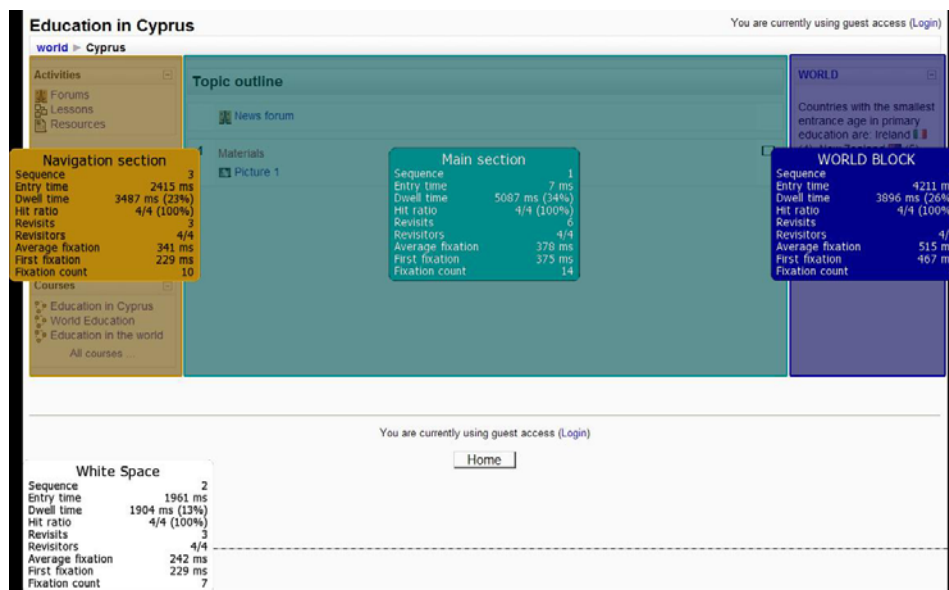 Education in Cyprus
You are currently using guest access (Login)
world ► Cyprus
Activities
Forums
Lessons
Resources
Topic outline
News forum
Materials
Picture 1
WORLD
Countries with the smallest
entrance age in primary
education are: Ireland
Navigation section
Sequence 3
Entry time 2415 ms
Dwell time 3487 ms (23%)
Hit ratio 4/4 (100%)
Revisits 3
Revisitors 4/4
Average fixation 341 ms
First fixation 229 ms
Fixation count 10
Main section
Sequence 1
Entry time 7 ms
Dwell time 5087 ms (34%)
Hit ratio 4/4 (100%)
Revisits 6
Revisitors 4/4
Average fixation 378 ms
First fixation 375 ms
Fixation count 14
WORLD BLOCK
Sequence
Entry time 4211 m
Dwell time 3896 ms (26%
Hit ratio 4/4 (100%
Revisits
Revisitors 4/
Average fixation 515 m
First fixation 467 m
Fixation count
Courses
Education in Cyprus
World Education
Education in the world
All courses ...
You are currently using guest access (Login)
Home
White Space
Sequence 2
Entry time 1961 ms
Dwell time 1904 ms (13%)
Hit ratio 4/4 (100%)
Revisits 3
Revisitors 4/4
Average fixation 242 ms
First fixation 229 ms
Fixation count 7